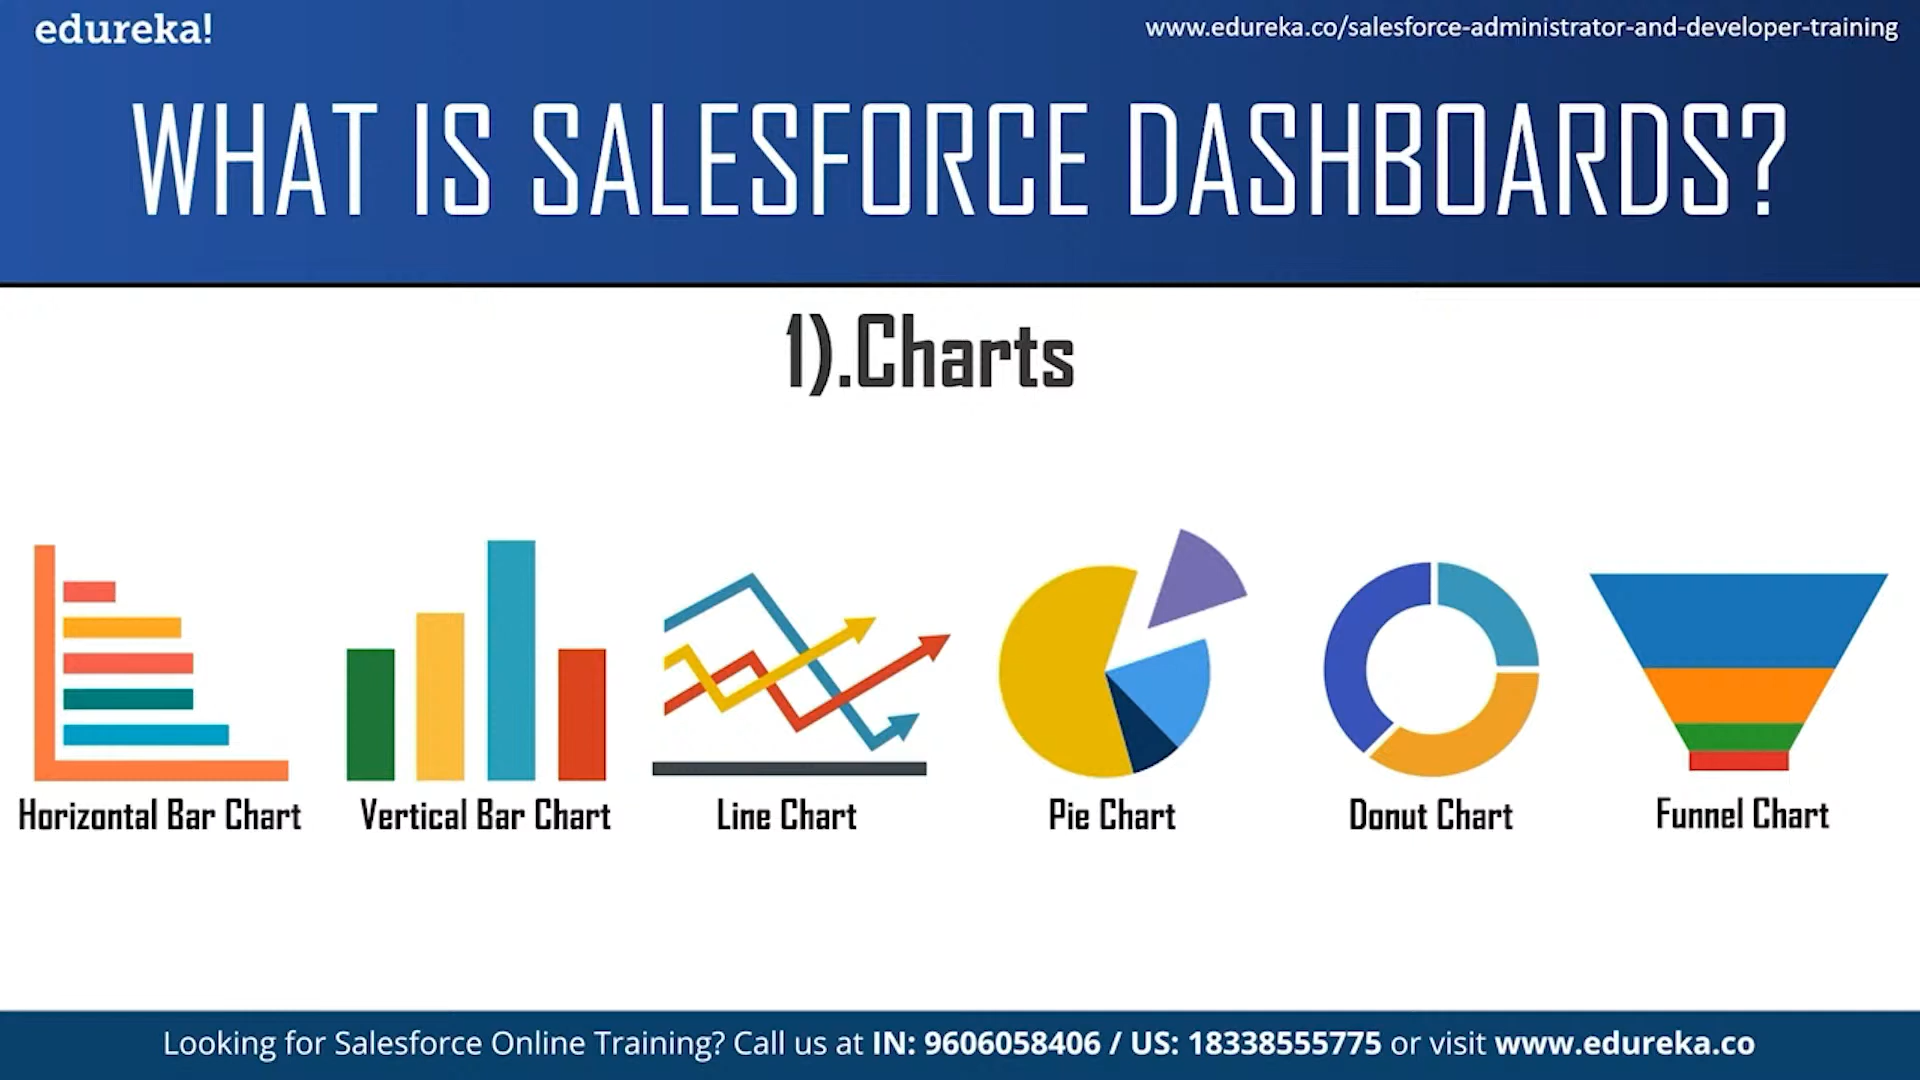 edureka!
www.edureka.co/salesforce-administrator-and-developer-training
WHAT IS SALESFORCE DASHBOARDS?
1).Charts
Horizontal Bar Chart
Vertical Bar Chart
Line Chart
Pie Chart
Donut Chart
Funnel Chart
Looking for Salesforce Online Training? Call us at IN: 9606058406 / US: 18338555775 or visit www.edureka.co